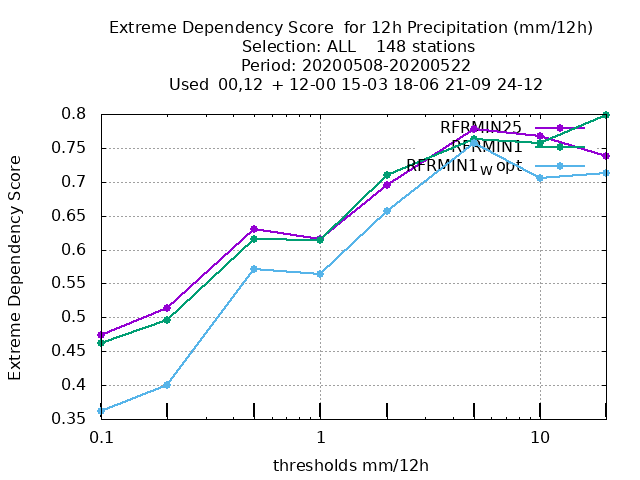 Extreme Dependency Score  for 12h Precipitation (mm/12h)
Selection: ALL    148 stations
Period: 20200508-20200522
Used  00,12  + 12-00 15-03 18-06 21-09 24-12
RFRMIN25
RFRMIN1
RFRMIN1W opt
Extreme Dependency Score
0.8
0.75
0.7
0.65
0.6
0.55
0.5
0.45
0.4
0.35
0.1 1 10
thresholds mm/12h